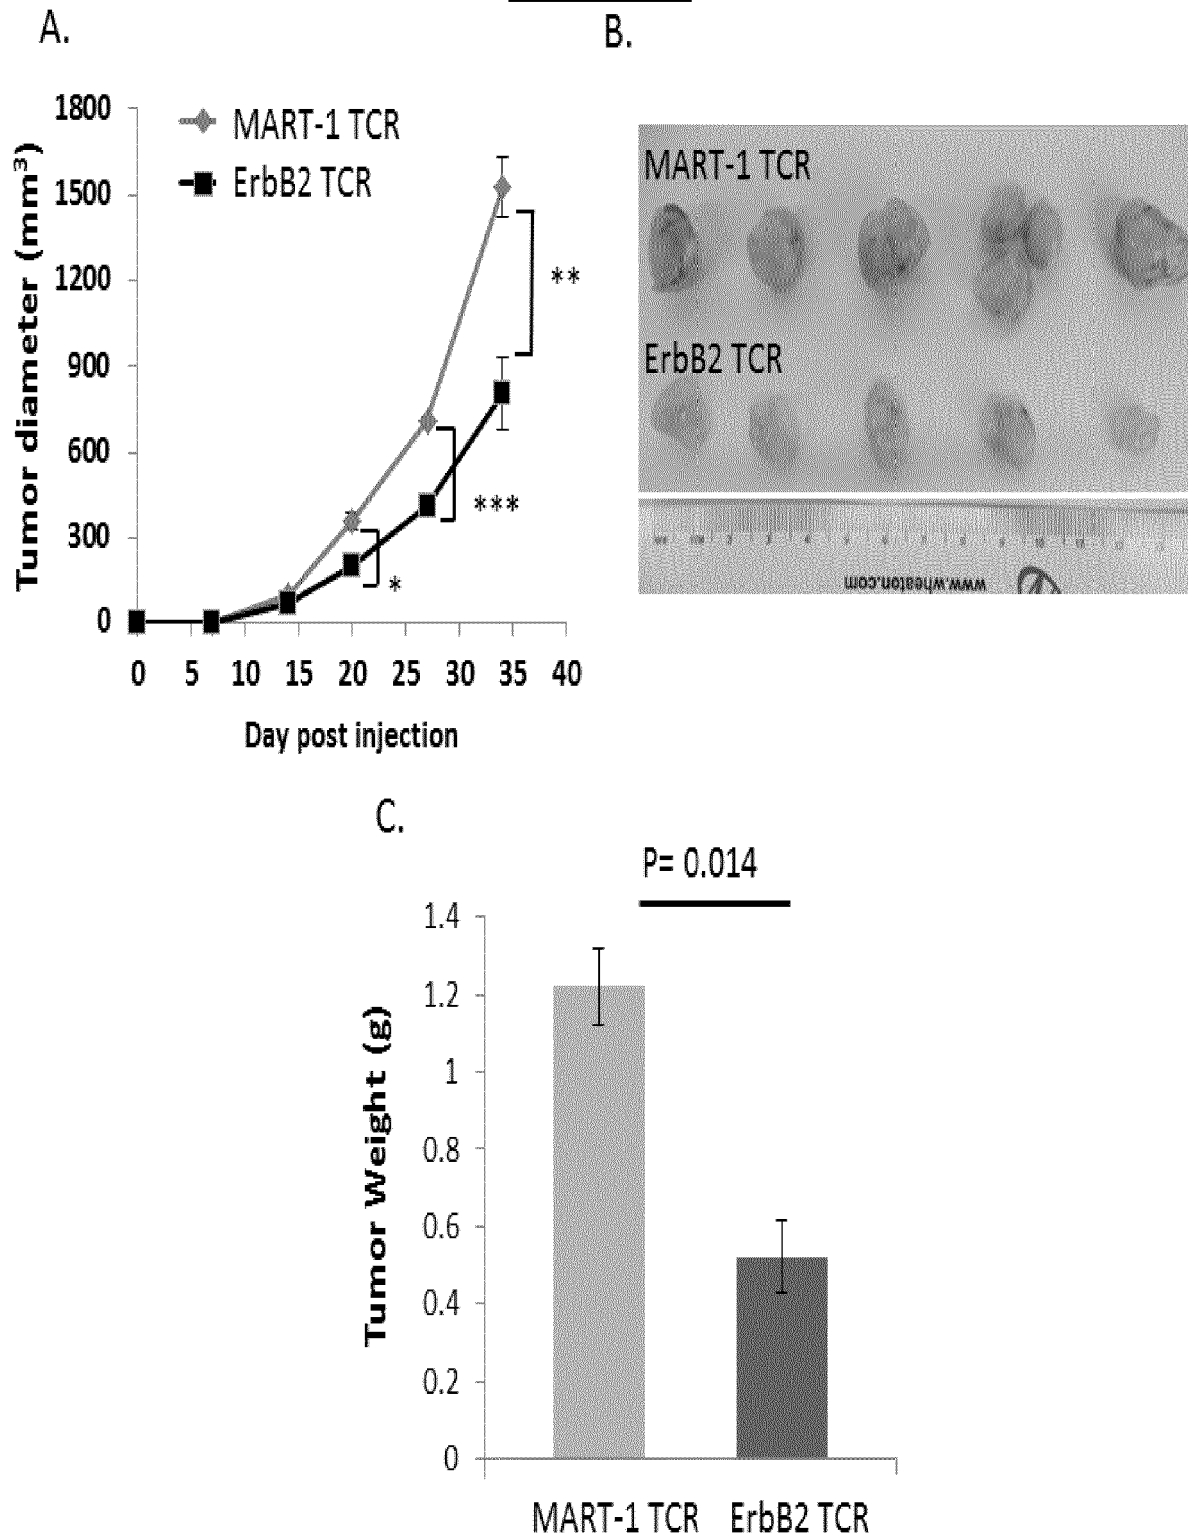 A.
B.
1800
1500
1200
900
600
300
0
Tumor diameter (mm³)
MART-1 TCR
ErbB2 TCR
**
***
*
0 5 10 15 20 25 30 35 40
Day post injection
MART-1 TCR
ErbB2 TCR
www.wheaton.com
C.
P= 0.014
1.4
1.2
1
0.8
0.6
0.4
0.2
0
Tumor Weight (g)
MART-1 TCR ErbB2 TCR